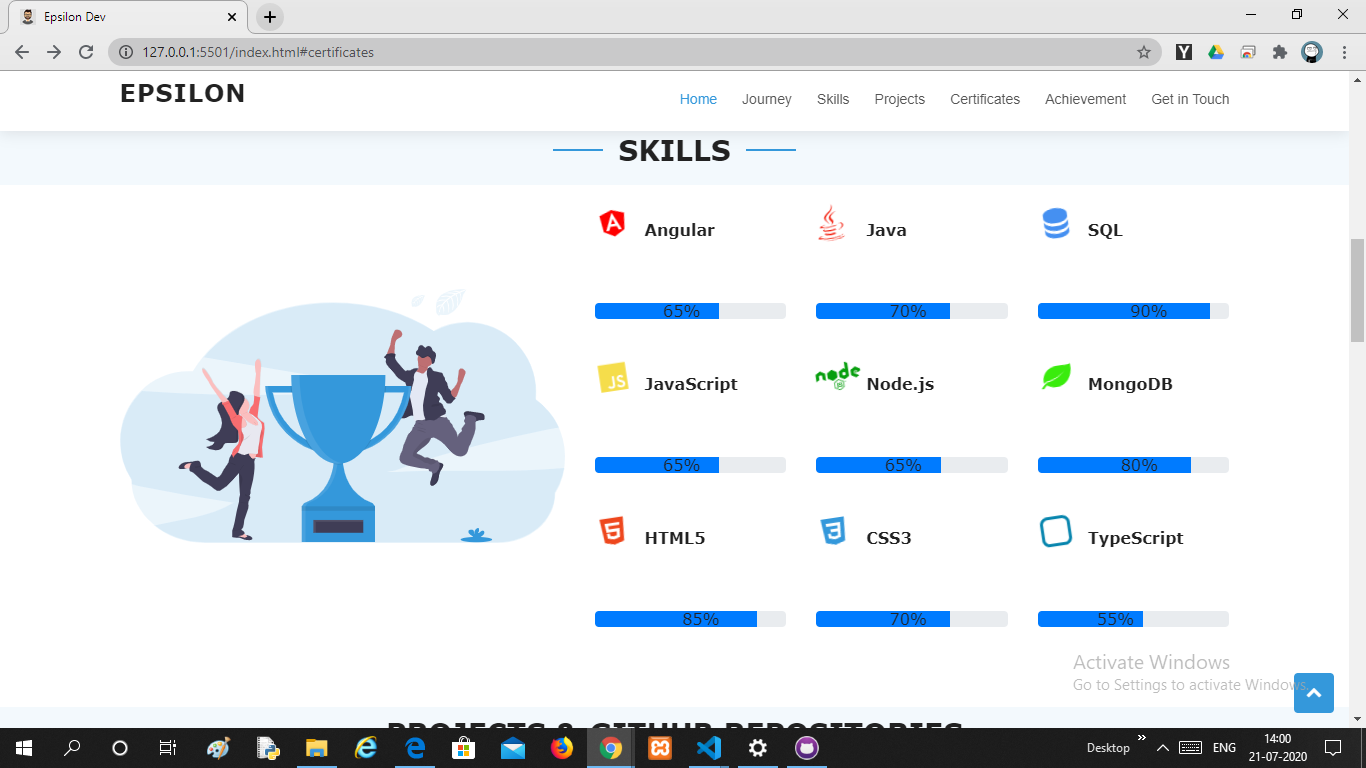 Epsilon Dev
127.0.0.1:5501/index.html#certificates
Y
EPSILON
Home Journey Skills Projects Certificates Achievement Get in Touch
SKILLS
Angular Java SQL
65% 70% 90%
JS JavaScript node Node.js MongoDB
65% 65% 80%
HTML5 CSS3 TypeScript
85% 70% 55%
Activate Windows
Go to Settings to activate Windows.
PROJECTS & GITHUB REPOSITORIES
Desktop ENG 14:00
21-07-2020